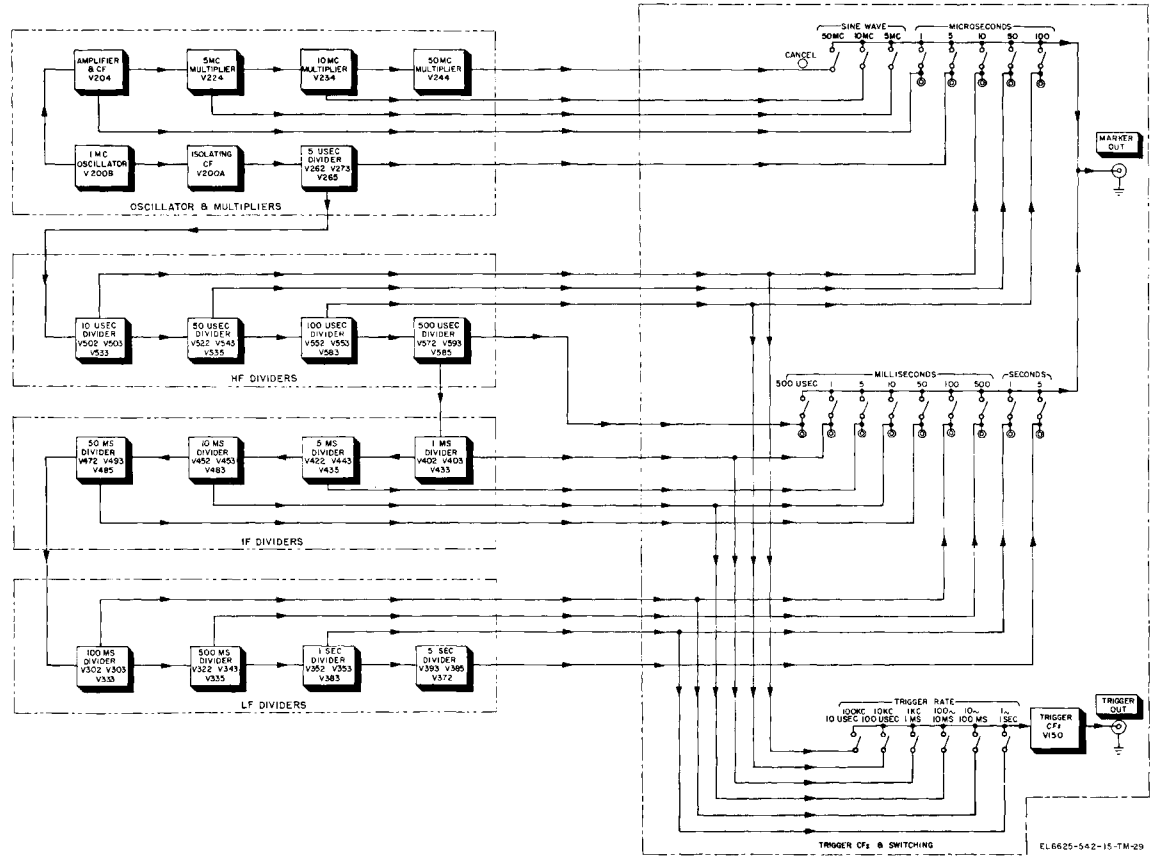 AMPLIFIER
& CF
V204
5MC
MULTIPLIER
V224
10 MC
MULTIPLIER
V234
50 MC
MULTIPLIER
V244
1 MC
OSCILLATOR
V200B
ISOLATING
CF
V200A
5 USEC
DIVIDER
V262 V273
V265
OSCILLATOR & MULTIPLIERS
10 USEC
DIVIDER
V502 V503
V533
50 USEC
DIVIDER
V522 V543
V535
100 USEC
DIVIDER
V552 V553
V583
500 USEC
DIVIDER
V572 V593
V585
HF DIVIDERS
50 MS
DIVIDER
V472 V493
V485
10 MS
DIVIDER
V452 V453
V483
5 MS
DIVIDER
V422 V443
V435
1 MS
DIVIDER
V402 V403
V433
IF DIVIDERS
100 MS
DIVIDER
V302 V303
V333
500 MS
DIVIDER
V322 V343
V335
1 SEC
DIVIDER
V352 V353
V383
5 SEC
DIVIDER
V393 V385
V372
LF DIVIDERS
SINE WAVE
MICROSECONDS
50MC 10MC 5MC 1 5 10 50 100
CANCEL
MARKER
OUT
MILLISECONDS
SECONDS
500 USEC 1 5 10 50 100 500 1 5
TRIGGER RATE
100KC 10KC 1KC 100~ 10~ 1~
10 USEC 100 USEC 1 MS 10MS 100 MS 1 SEC
TRIGGER
CFs
V150
TRIGGER
OUT
TRIGGER CFs & SWITCHING
EL6625-542-15-TM-29